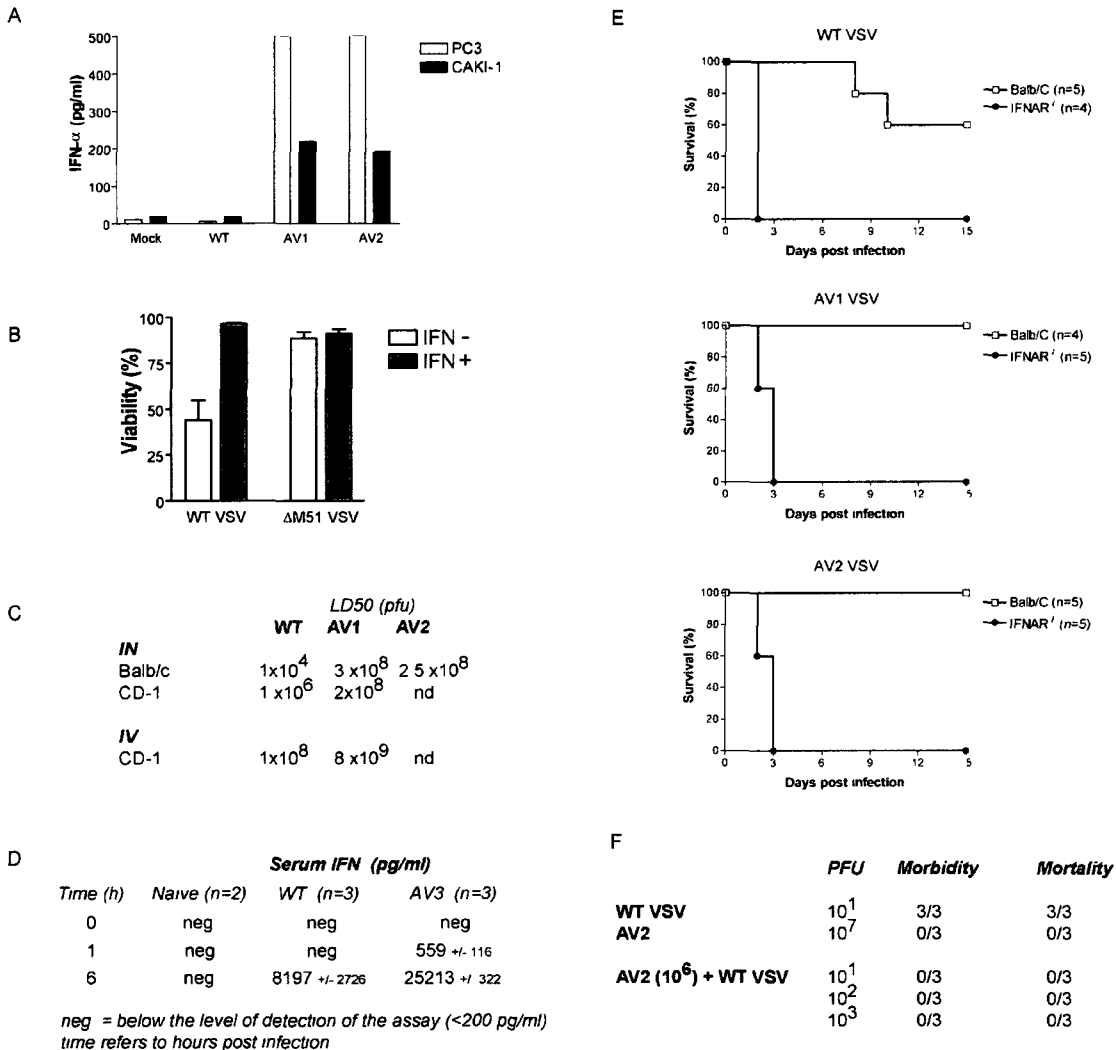 A
IFN-α (pg/ml)
500
400
300
200
100
0
Mock WT AV1 AV2
PC3
CAKI-1
B
Viability (%)
100
75
50
25
0
WT VSV ΔM51 VSV
IFN -
IFN +
C
LD50 (pfu)
WT AV1 AV2
IN
Balb/c 1x10^4 3 x10^8 2 5 x10^8
CD-1 1 x10^6 2x10^8 nd
IV
CD-1 1x10^8 8 x10^9 nd
D
Serum IFN (pg/ml)
Time (h) Naive (n=2) WT (n=3) AV3 (n=3)
0 neg neg neg
1 neg neg 559 +/- 116
6 neg 8197 +/- 2726 25213 +/ 322
neg = below the level of detection of the assay (<200 pg/ml)
time refers to hours post infection
E
WT VSV
Survival (%)
100
80
60
40
20
0
0 3 6 9 12 15
Days post infection
Balb/C (n=5)
IFNAR / (n=4)
AV1 VSV
Survival (%)
100
80
60
40
20
0
0 3 6 9 12 5
Days post infection
Balb/C (n=4)
IFNAR / (n=5)
AV2 VSV
Survival (%)
100
80
60
40
20
0
0 3 6 9 12 5
Days post infection
Balb/C (n=5)
IFNAR / (n=5)
F
PFU Morbidity Mortality
WT VSV 10^1 3/3 3/3
AV2 10^7 0/3 0/3
AV2 (10^6) + WT VSV 10^1 0/3 0/3
10^2 0/3 0/3
10^3 0/3 0/3